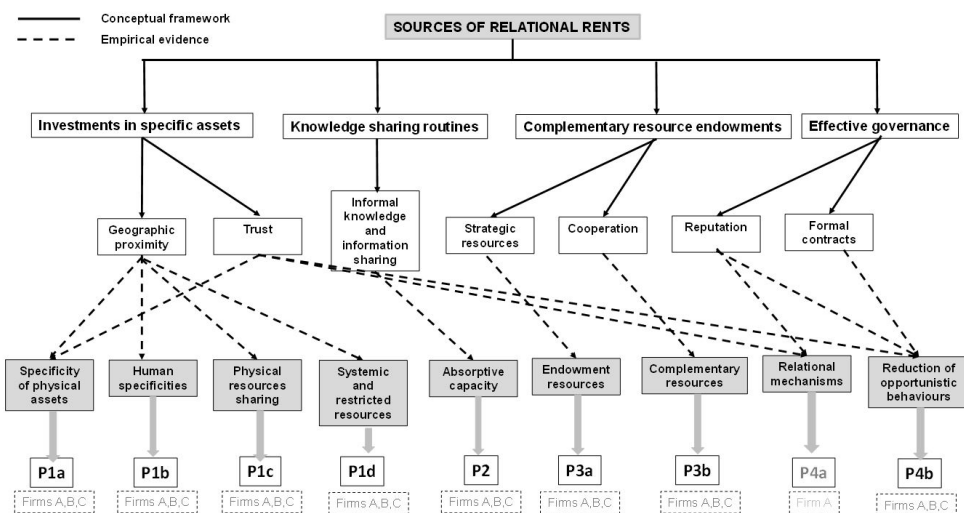 Conceptual framework
Empirical evidence
SOURCES OF RELATIONAL RENTS
Investments in specific assets
Knowledge sharing routines
Complementary resource endowments
Effective governance
Geographic
proximity
Trust
Informal
knowledge
and
information
sharing
Strategic
resources
Cooperation
Reputation
Formal
contracts
Specificity
of physical
assets
Human
specificities
Physical
resources
sharing
Systemic
and
restricted
resources
Absorptive
capacity
Endowment
resources
Complementary
resources
Relational
mechanisms
Reduction of
opportunistic
behaviours
P1a
P1b
P1c
P1d
P2
P3a
P3b
P4a
P4b
Firms A,B,C
Firms A,B,C
Firms A,B,C
Firms A,B,C
Firms A,B,C
Firms A,B,C
Firms A,B,C
Firm A
Firms A,B,C